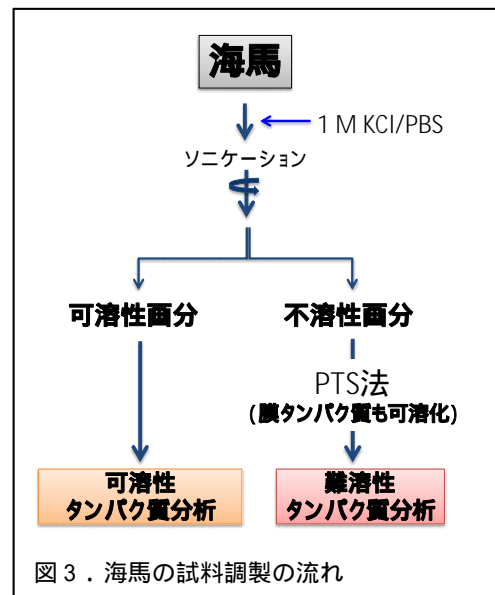 海馬
1 M KCl/PBS
ソニケーション
可溶性画分
不溶性画分
PTS法
(膜タンパク質も可溶化)
可溶性
タンパク質分析
難溶性
タンパク質分析
図3．海馬の試料調製の流れ